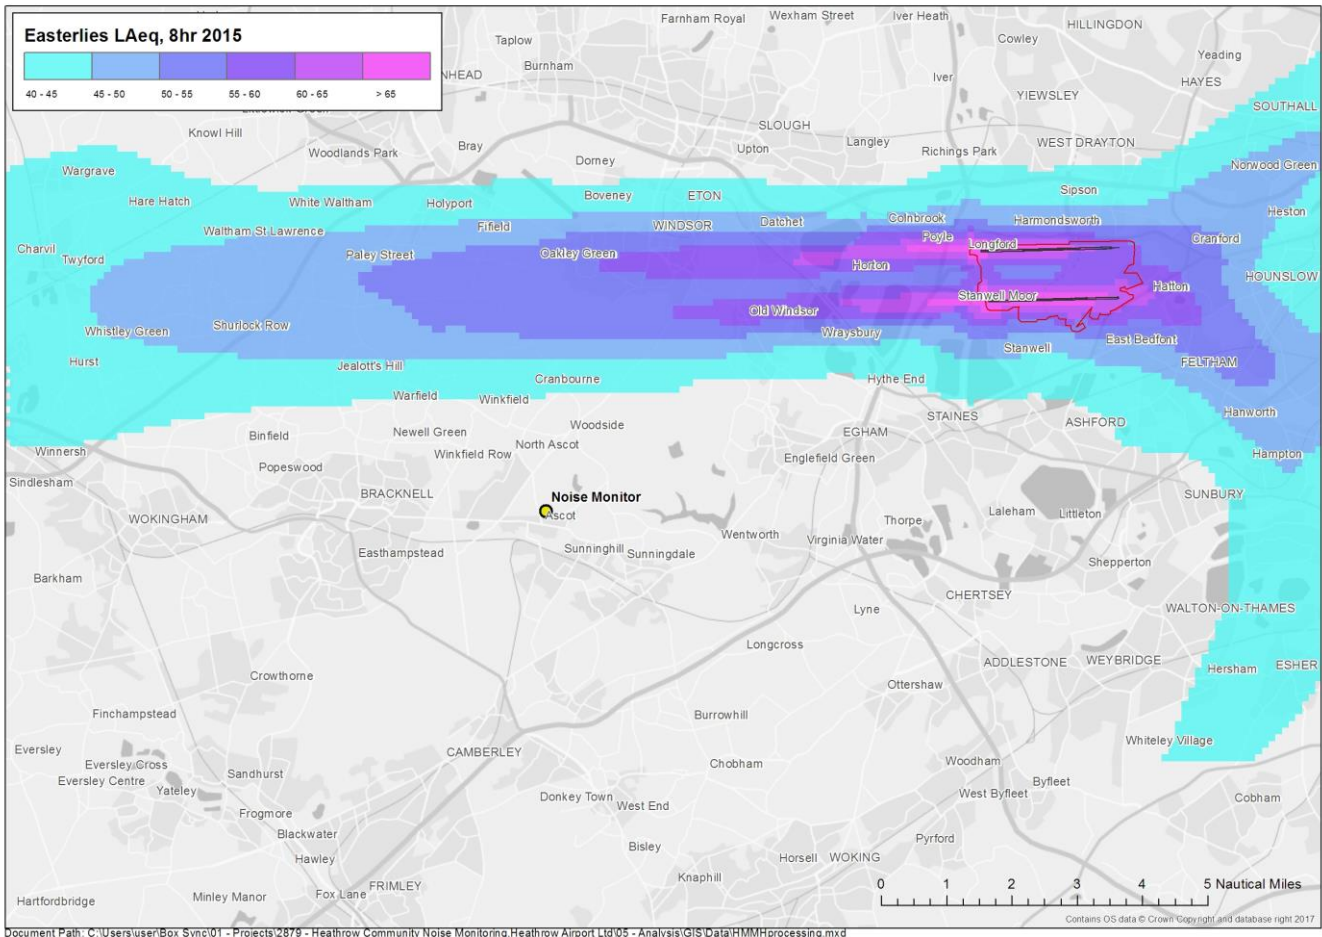 Farnham Royal
Wexham Street
Iver Heath
HILLINGDON
Easterlies LAeq, 8hr 2015
Taplow
Cowley
Yeading
Burnham
NHEAD
Iver
HAYES
40 - 45
45 - 50
50 - 55
55 - 60
60 - 65
> 65
YIEWSLEY
SOUTHALL
Knowl Hill
SLOUGH
Woodlands Park
Bray
Upton
Langley
Richings Park
WEST DRAYTON
Dorney
Norwood Green
Wargrave
Hare Hatch
White Waltham
Holyport
Boveney
ETON
Sipson
Heston
Waltham St Lawrence
Fifield
WINDSOR
Datchet
Colnbrook
Harmondsworth
Charvil
Twyford
Paley Street
Oakley Green
Poyle
Longford
Cranford
Horton
HOUNSLOW
Hatton
Stanwell Moor
Whistley Green
Shurlock Row
Old Windsor
Wraysbury
East Bedfont
Hurst
Jealott's Hill
Stanwell
FELTHAM
Cranbourne
Hythe End
Warfield
Winkfield
Hanworth
STAINES
ASHFORD
Binfield
Newell Green
Woodside
North Ascot
EGHAM
Winnersh
Winkfield Row
Englefield Green
Hampton
Popeswood
Sindlesham
BRACKNELL
Noise Monitor
SUNBURY
WOKINGHAM
Ascot
Thorpe
Laleham
Littleton
Easthampstead
Sunninghill
Sunningdale
Wentworth
Virginia Water
Shepperton
Barkham
CHERTSEY
Lyne
WALTON-ON-THAMES
Longcross
ADDLESTONE
WEYBRIDGE
Hersham
ESHER
Crowthorne
Ottershaw
Finchampstead
Burrowhill
Eversley
CAMBERLEY
Whiteley Village
Eversley Cross
Sandhurst
Chobham
Woodham
Eversley Centre
Yateley
Donkey Town
West End
West Byfleet
Byfleet
Cobham
Frogmore
Blackwater
Bisley
Pyrford
Hawley
Horsell
WOKING
Knaphill
0 1 2 3 4 5 Nautical Miles
Hartfordbridge
Minley Manor
Fox Lane
FRIMLEY
Contains OS data © Crown Copyright and database right 2017
Document Path: C:\Users\user\Box Sync\01 - Projects\2879 - Heathrow Community Noise Monitoring,Heathrow Airport Ltd\05 - Analysis\GIS\Data\HMMHprocessing.mxd